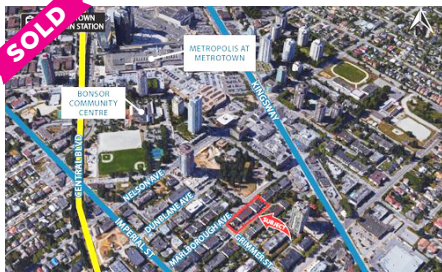 SOLD
TOWN
N STATION
METROPOLIS AT
METROTOWN
BONSOR
COMMUNITY
CENTRE
KINGSWAY
CENTRAL BLVD
NELSON AVE
DUNBLANE AVE
IMPERIAL ST
MARLBOROUGH AVE
GRIMMER ST
SUBJECT